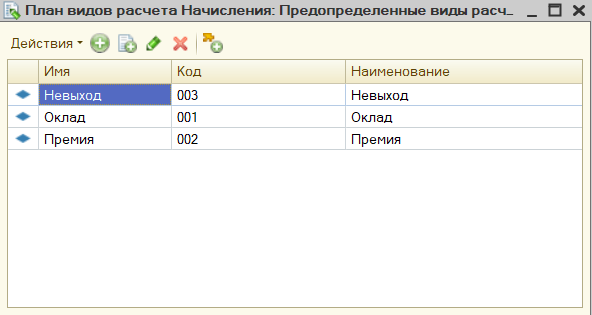 План видов расчета Начисления: Предопределенные виды расч...
Действия
Имя Код Наименование
Невыход 003 Невыход
Оклад 001 Оклад
Премия 002 Премия